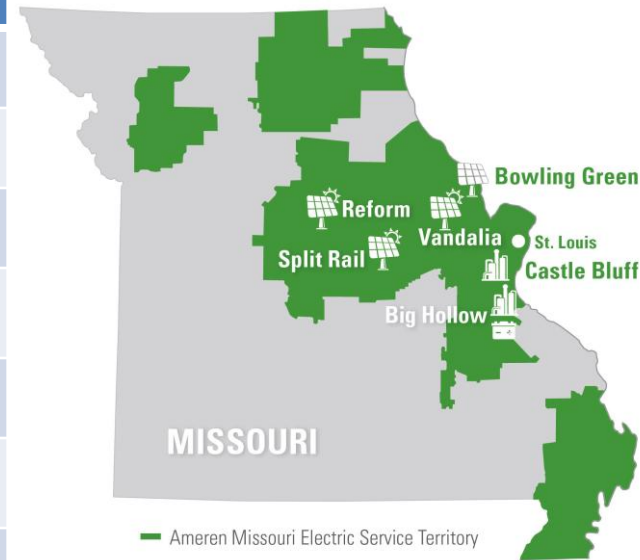 Bowling Green
Reform
Vandalia
St. Louis
Split Rail
Castle Bluff
Big Hollow
MISSOURI
Ameren Missouri Electric Service Territory